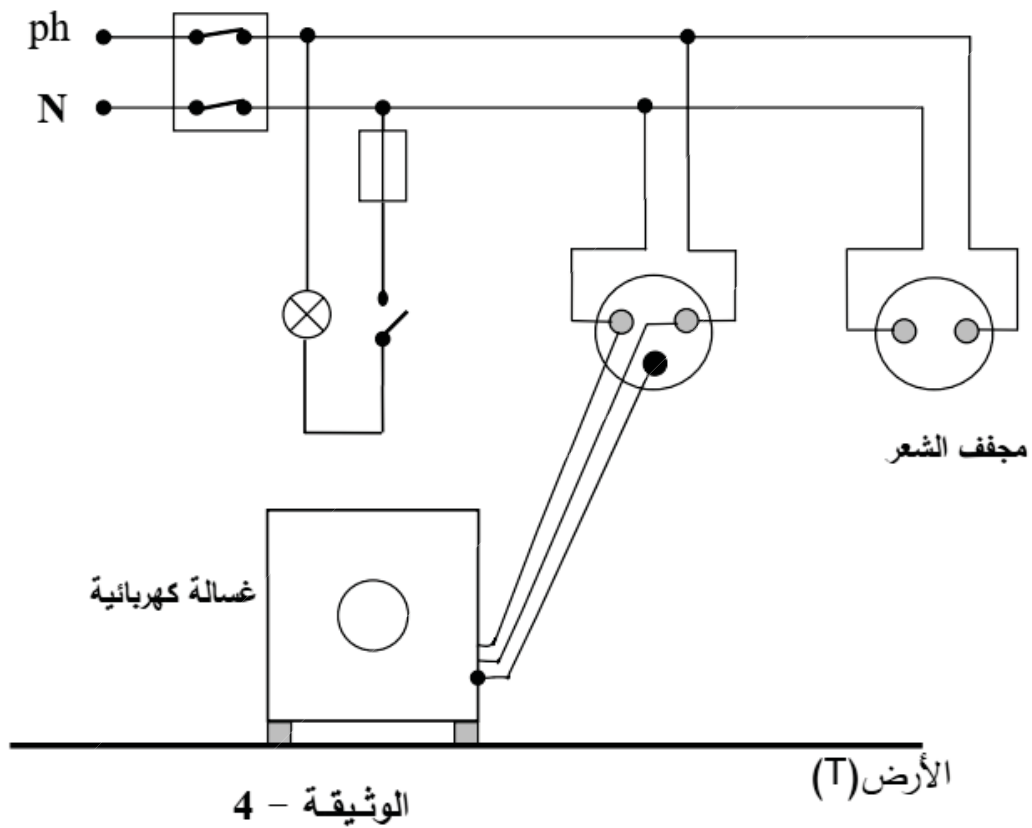 ph
N
مجفف الشعر
غسالة كهربائية
الأرض(T)
الوثيقة - 4